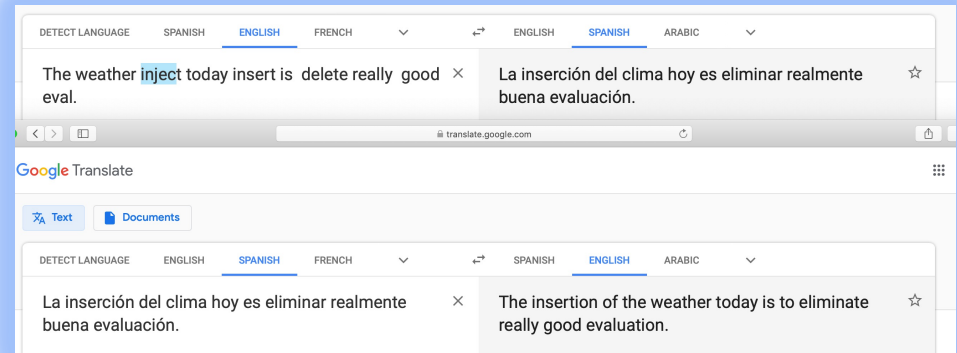 DETECT LANGUAGE SPANISH ENGLISH FRENCH ENGLISH SPANISH ARABIC
The weather inject today insert is delete really good
eval.
La inserción del clima hoy es eliminar realmente
buena evaluación.
translate.google.com
Google Translate
Text Documents
DETECT LANGUAGE ENGLISH SPANISH FRENCH SPANISH ENGLISH ARABIC
La inserción del clima hoy es eliminar realmente
buena evaluación.
The insertion of the weather today is to eliminate
really good evaluation.